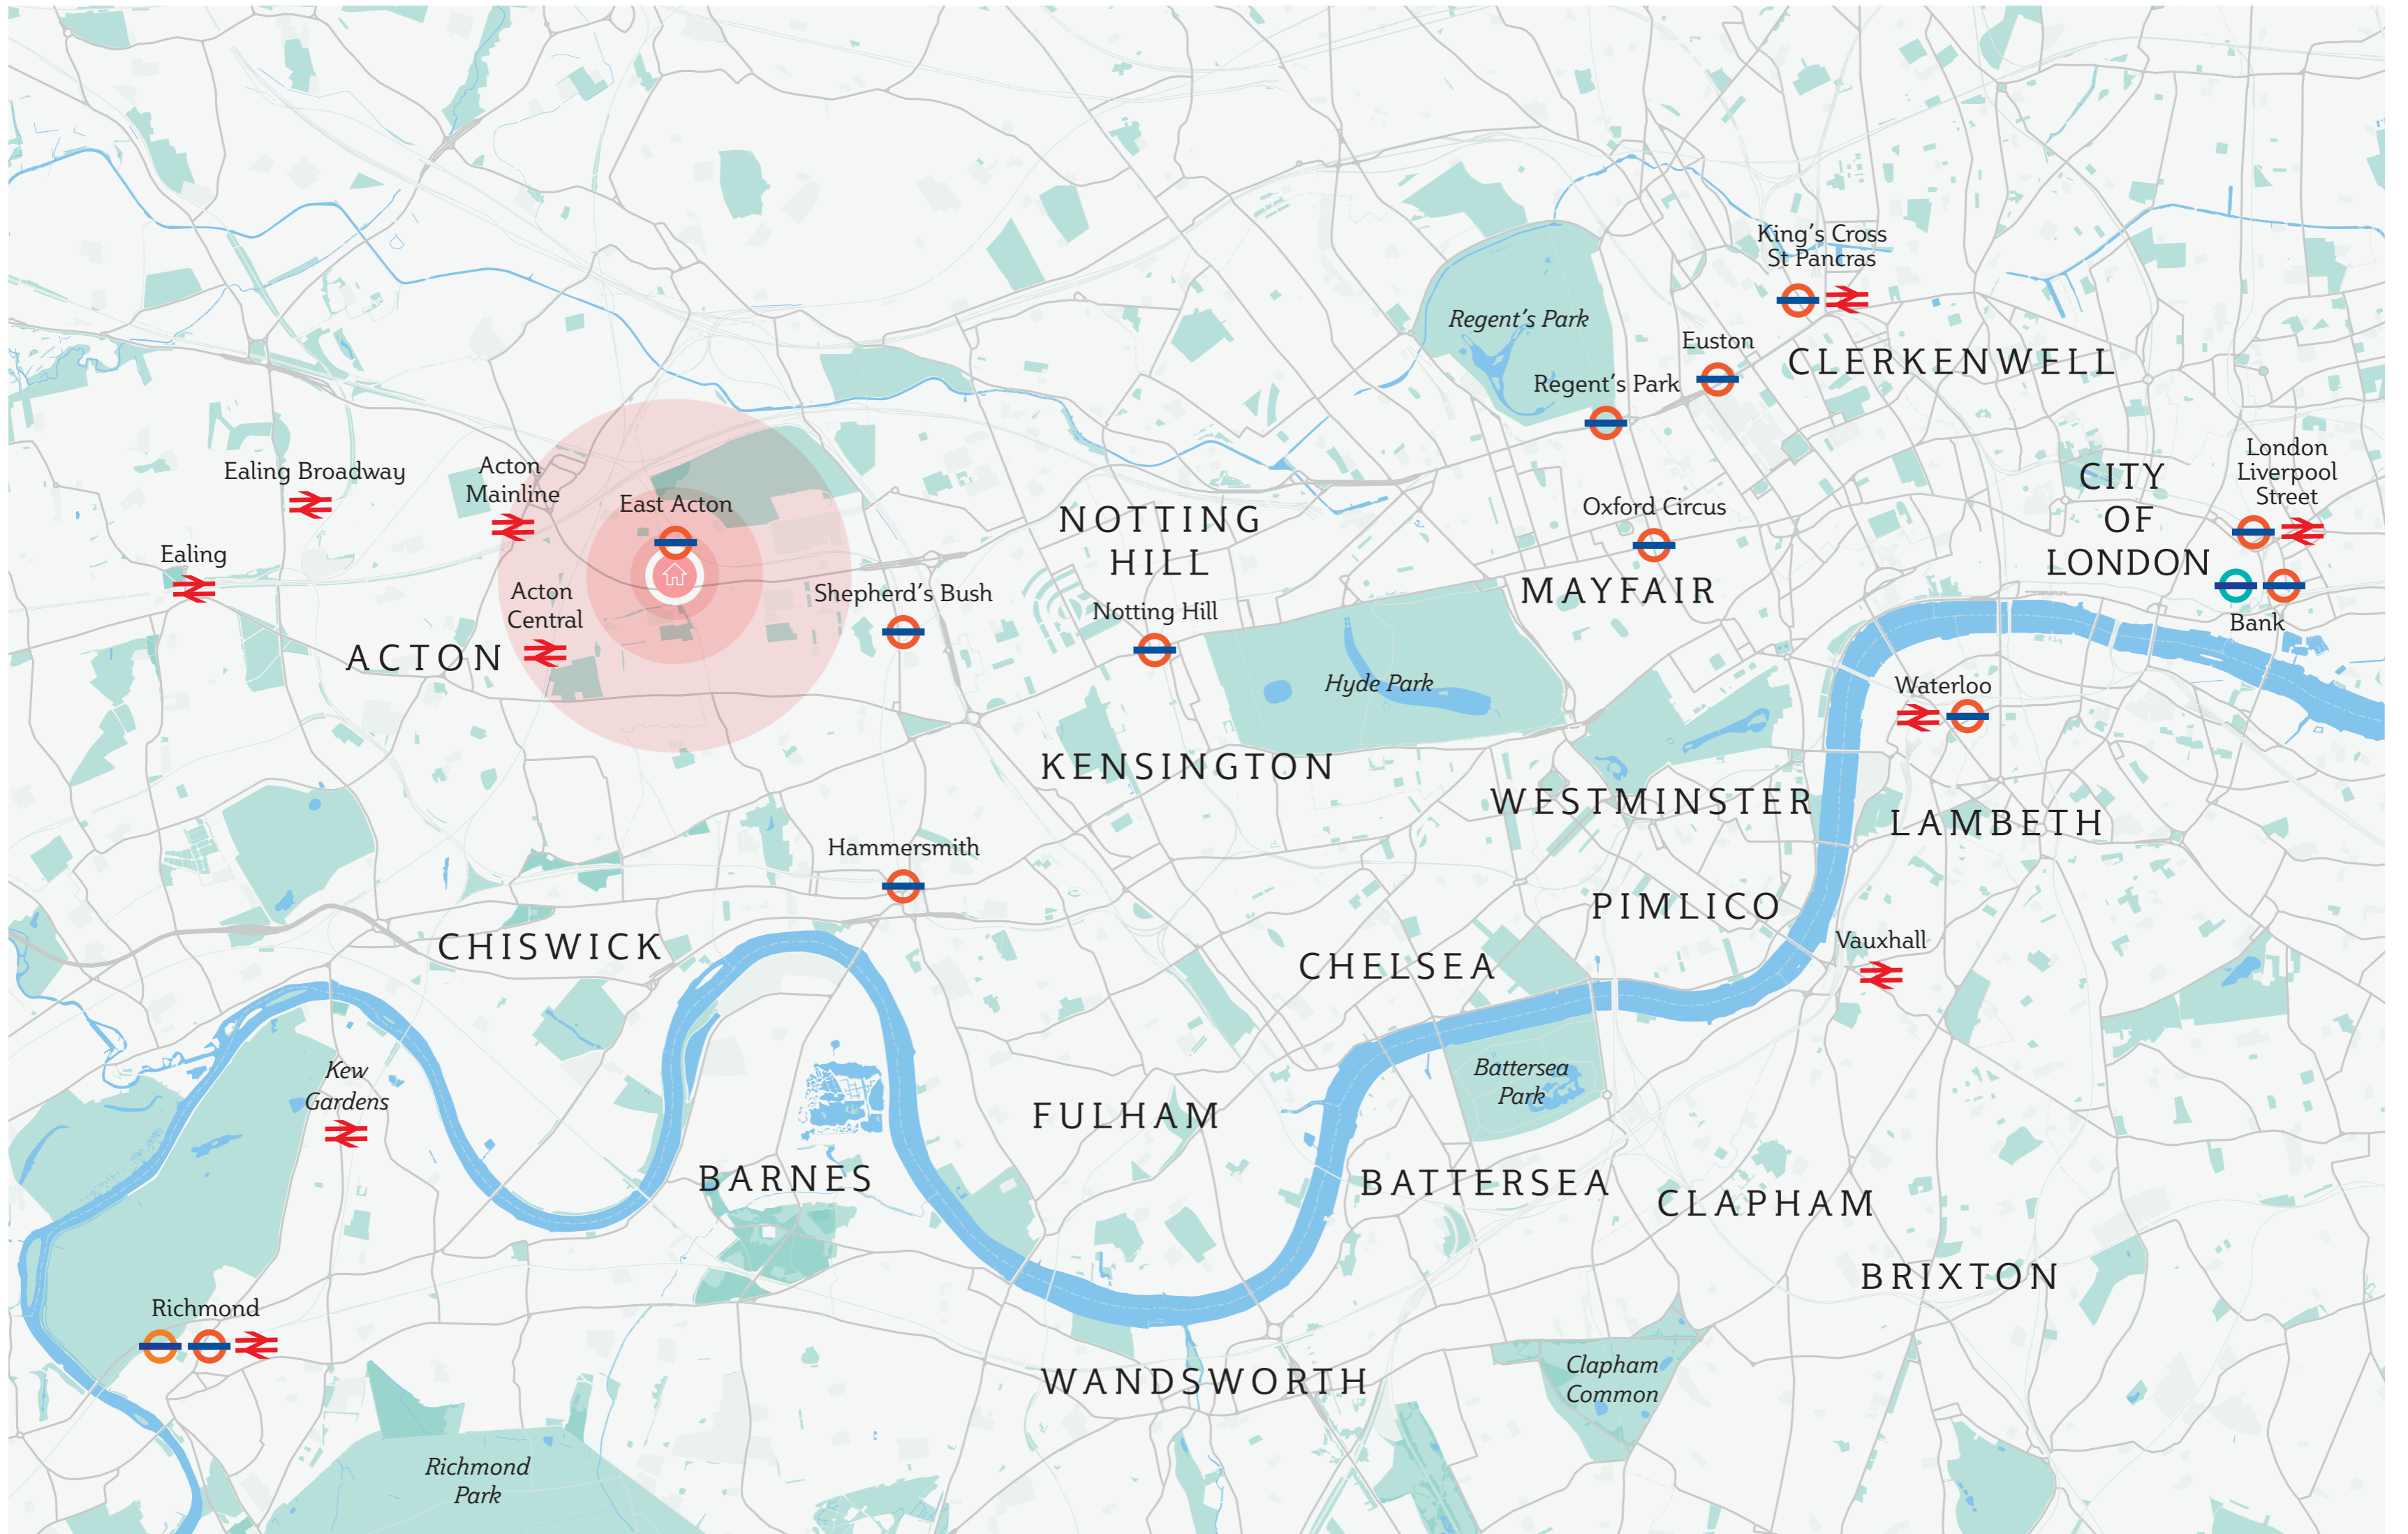 King's Cross
St Pancras
Regent's Park
Euston
CLERKENWELL
Regent's Park
London
Liverpool
Street
CITY
OF
LONDON
Ealing Broadway
Acton
Mainline
East Acton
NOTTING
HILL
Oxford Circus
Ealing
Acton
Central
Shepherd's Bush
Notting Hill
MAYFAIR
Bank
ACTON
Hyde Park
Waterloo
KENSINGTON
WESTMINSTER
LAMBETH
Hammersmith
PIMLICO
CHISWICK
CHELSEA
Vauxhall
Kew
Gardens
Battersea
Park
FULHAM
BARNES
BATTERSEA
CLAPHAM
BRIXTON
Richmond
WANDSWORTH
Clapham
Common
Richmond
Park